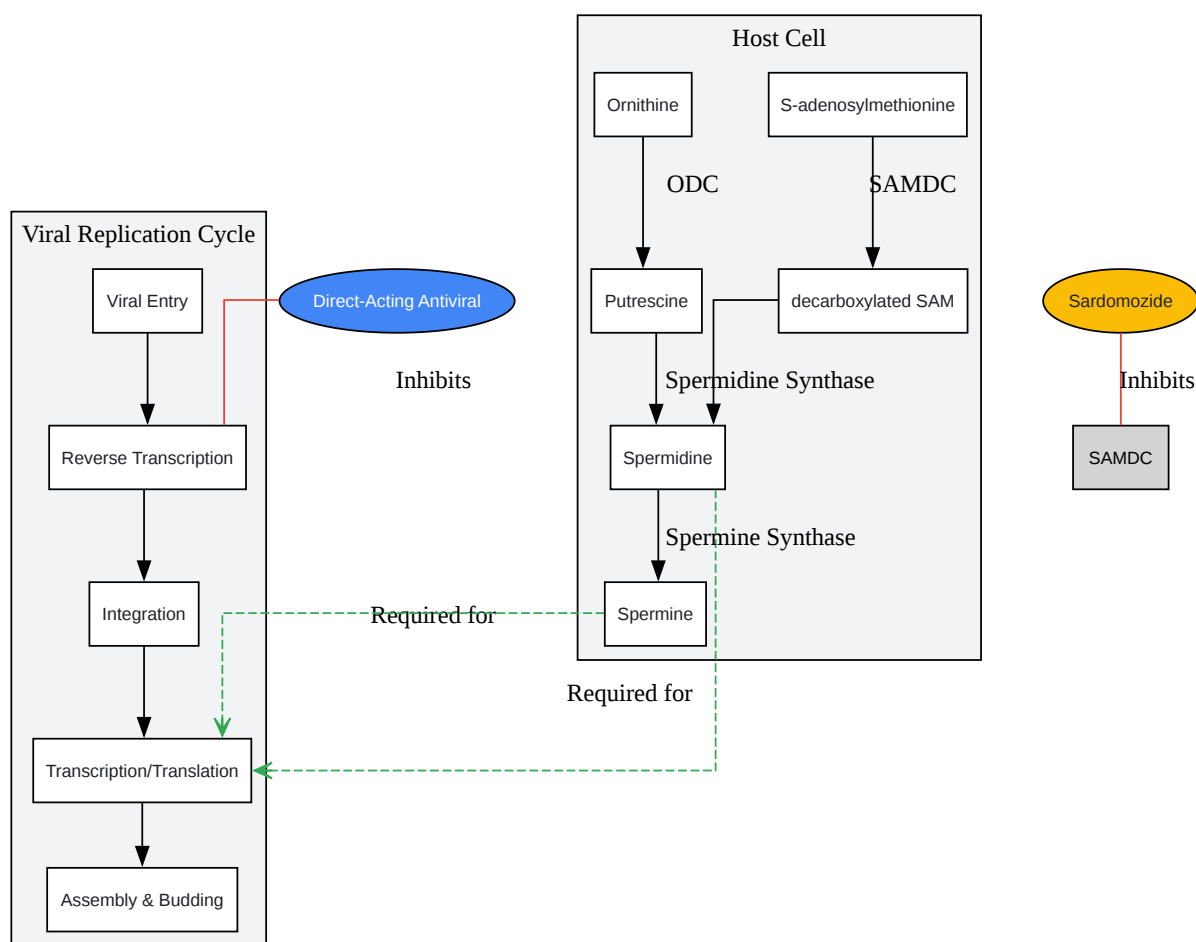 Host Cell
Ornithine
S-adenosylmethionine
ODC
SAMDC
Viral Replication Cycle
Viral Entry
Direct-Acting Antiviral
Putrescine
decarboxylated SAM
Sardomozide
Inhibits
Spermidine Synthase
Inhibits
Reverse Transcription
Spermidine
SAMDC
Spermine Synthase
Integration
Required for
Spermine
Required for
Transcription/Translation
Assembly & Budding